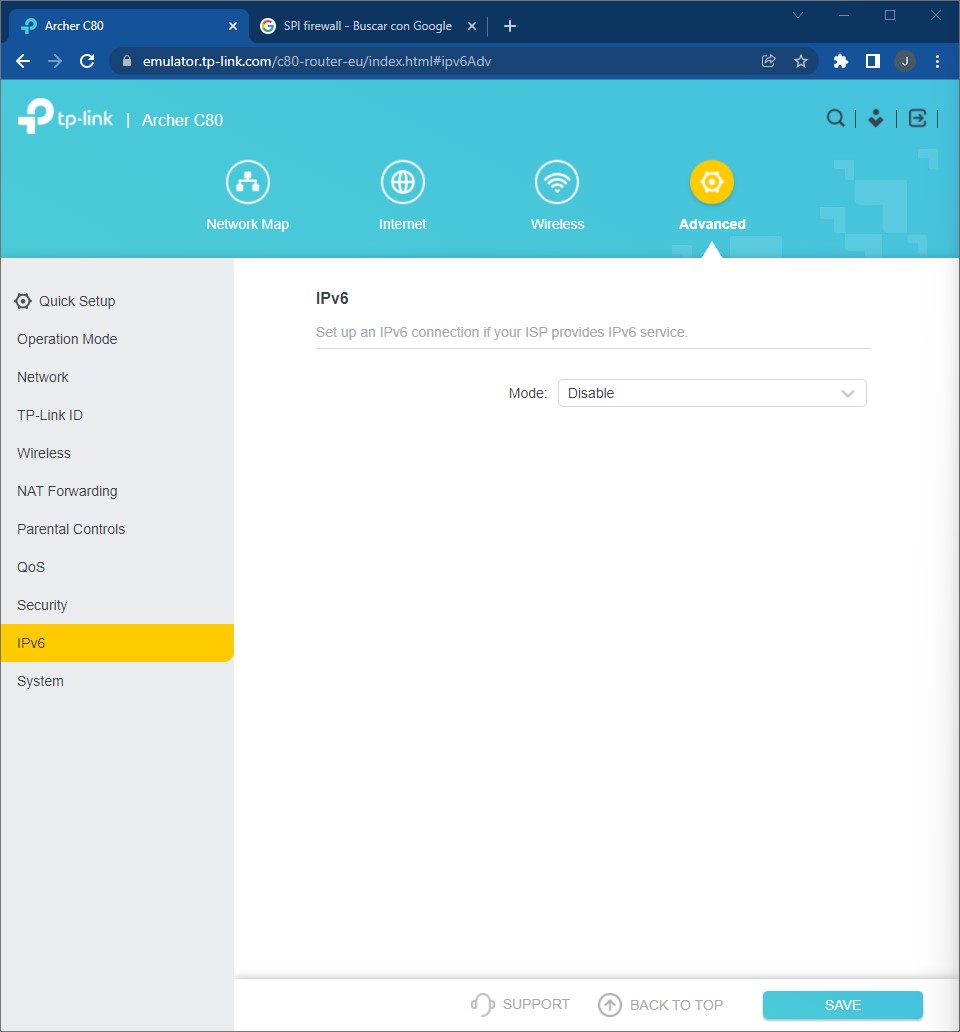 Archer C80
SPI firewall - Buscar con Google
emulator.tp-link.com/c80-router-eu/index.html#ipv6Adv
J
tp-link | Archer C80
Network Map
Internet
Wireless
Advanced
Quick Setup
Operation Mode
Network
TP-Link ID
Wireless
NAT Forwarding
Parental Controls
QoS
Security
IPv6
System
IPv6
Set up an IPv6 connection if your ISP provides IPv6 service.
Mode: Disable
SUPPORT
BACK TO TOP
SAVE